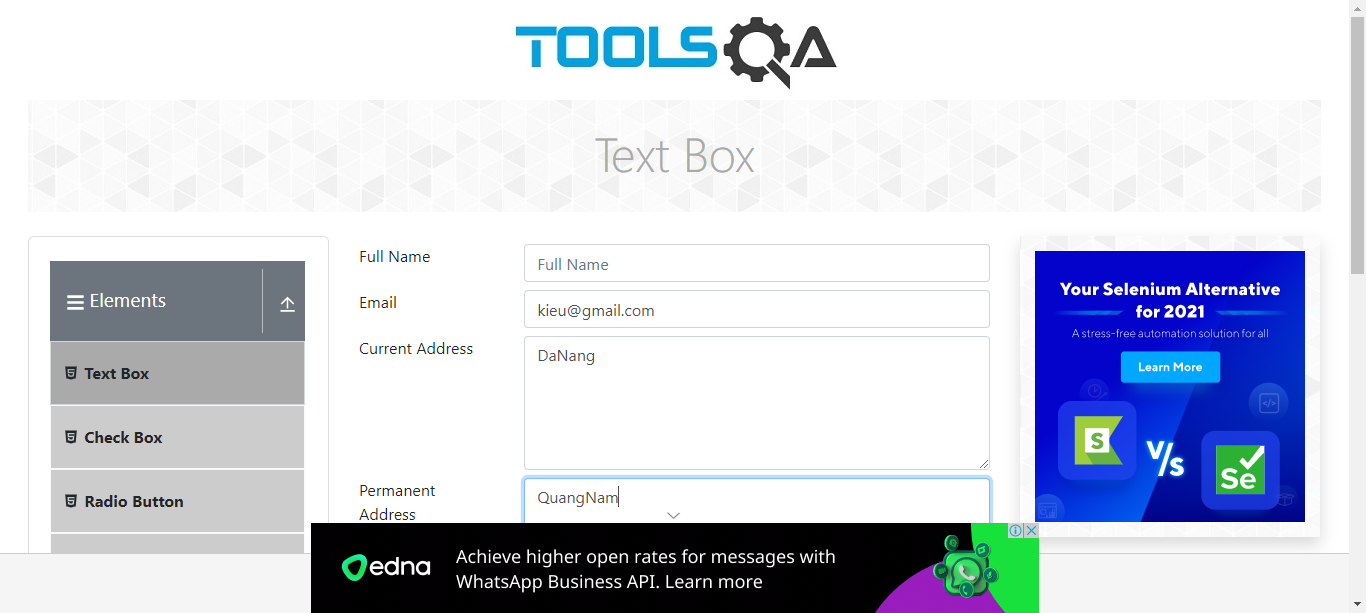 TOOLSQA
Text Box
Elements
Text Box
Check Box
Radio Button
Full Name
Full Name
Email
kieu@gmail.com
Current Address
DaNang
Permanent
Address
QuangNam
Your Selenium Alternative
for 2021
A stress-free automation solution for all
Learn More
S
V/s
Se
edna
Achieve higher open rates for messages with
WhatsApp Business API. Learn more